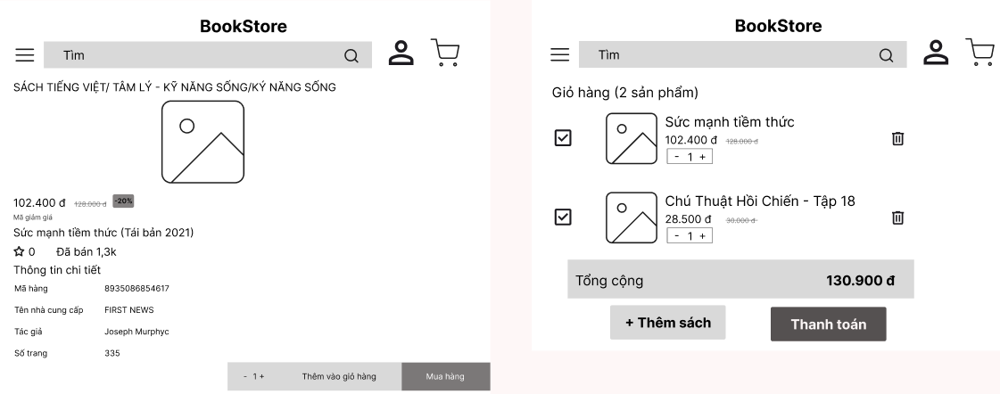 BookStore
Tìm
SÁCH TIẾNG VIỆT/ TÂM LÝ - KỸ NĂNG SỐNG/KÝ NĂNG SỐNG
102.400 đ 128.000 đ -20%
Mã giảm giá
Sức mạnh tiềm thức (Tái bản 2021)
0 Đã bán 1,3k
Thông tin chi tiết
Mã hàng 8935086854617
Tên nhà cung cấp FIRST NEWS
Tác giả Joseph Murphyc
Số trang 335
- 1 + Thêm vào giỏ hàng Mua hàng
BookStore
Tìm
Giỏ hàng (2 sản phẩm)
Sức mạnh tiềm thức
102.400 đ 128.000 đ
- 1 +
Chú Thuật Hồi Chiến - Tập 18
28.500 đ 30.000 đ
- 1 +
Tổng cộng 130.900 đ
+ Thêm sách Thanh toán